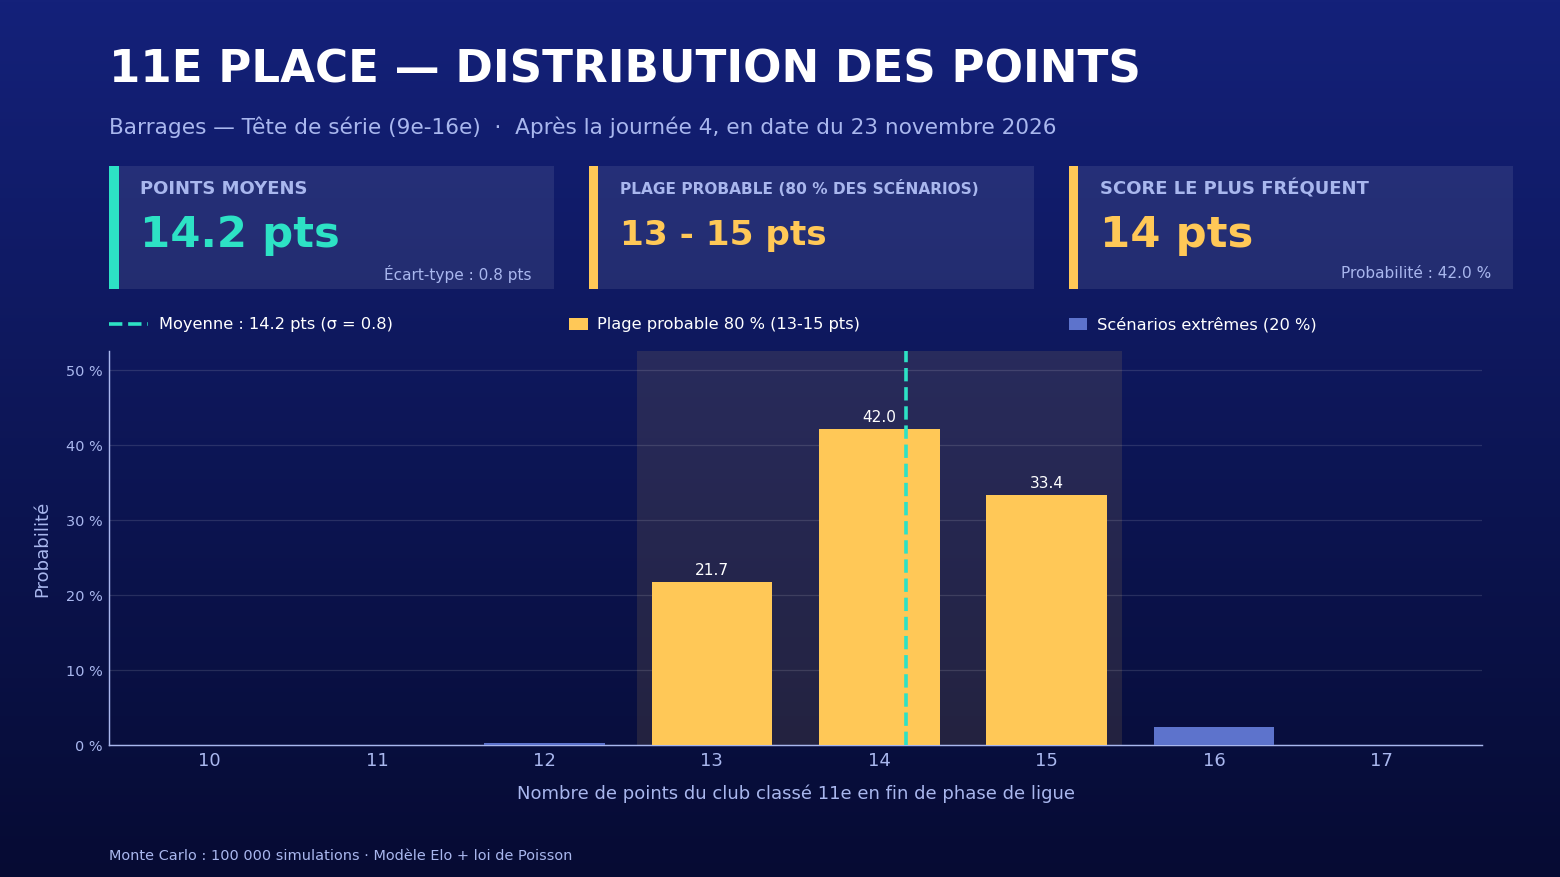 11E PLACE — DISTRIBUTION DES POINTS
Barrages — Tête de série (9e-16e)  ·  Après la journée 4, en date du 23 novembre 2026
POINTS MOYENS
14.2 pts
Écart-type : 0.8 pts
PLAGE PROBABLE (80 % DES SCÉNARIOS)
13 - 15 pts
SCORE LE PLUS FRÉQUENT
14 pts
Probabilité : 42.0 %
Moyenne : 14.2 pts (σ = 0.8)
Plage probable 80 % (13-15 pts)
Scénarios extrêmes (20 %)
Probabilité
50 %
40 %
30 %
20 %
10 %
0 %
21.7
42.0
33.4
10 11 12 13 14 15 16 17
Nombre de points du club classé 11e en fin de phase de ligue
Monte Carlo : 100 000 simulations · Modèle Elo + loi de Poisson